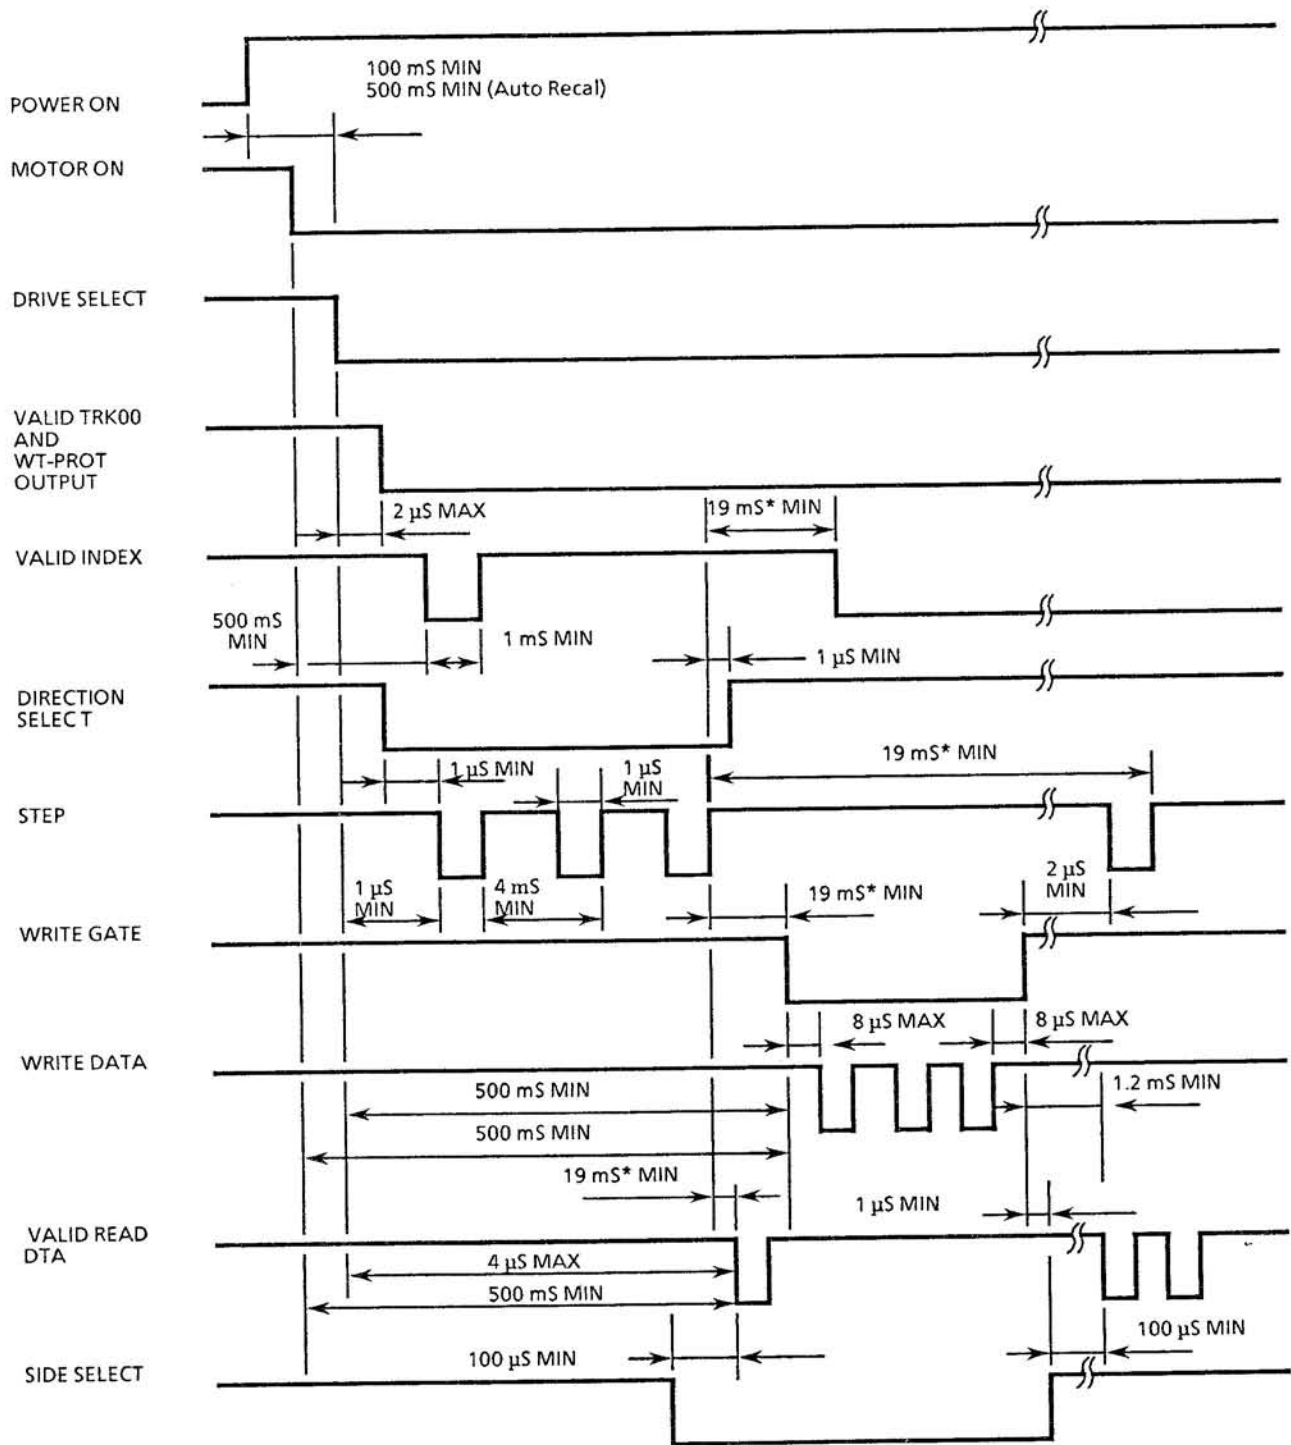 100 mS MIN
500 mS MIN (Auto Recal)
POWER ON
MOTOR ON
DRIVE SELECT
VALID TRK00
AND
WT-PROT
OUTPUT
2 µS MAX
19 mS* MIN
VALID INDEX
500 mS
MIN
1 mS MIN
1 µS MIN
DIRECTION
SELECT
19 mS* MIN
1 µS MIN
1 µS
MIN
STEP
1 µS
MIN
4 mS
MIN
19 mS* MIN
2 µS
MIN
WRITE GATE
8 µS MAX
8 µS MAX
WRITE DATA
500 mS MIN
1.2 mS MIN
500 mS MIN
19 mS* MIN
1 µS MIN
VALID READ
DTA
4 µS MAX
500 mS MIN
100 µS MIN
100 µS MIN
SIDE SELECT